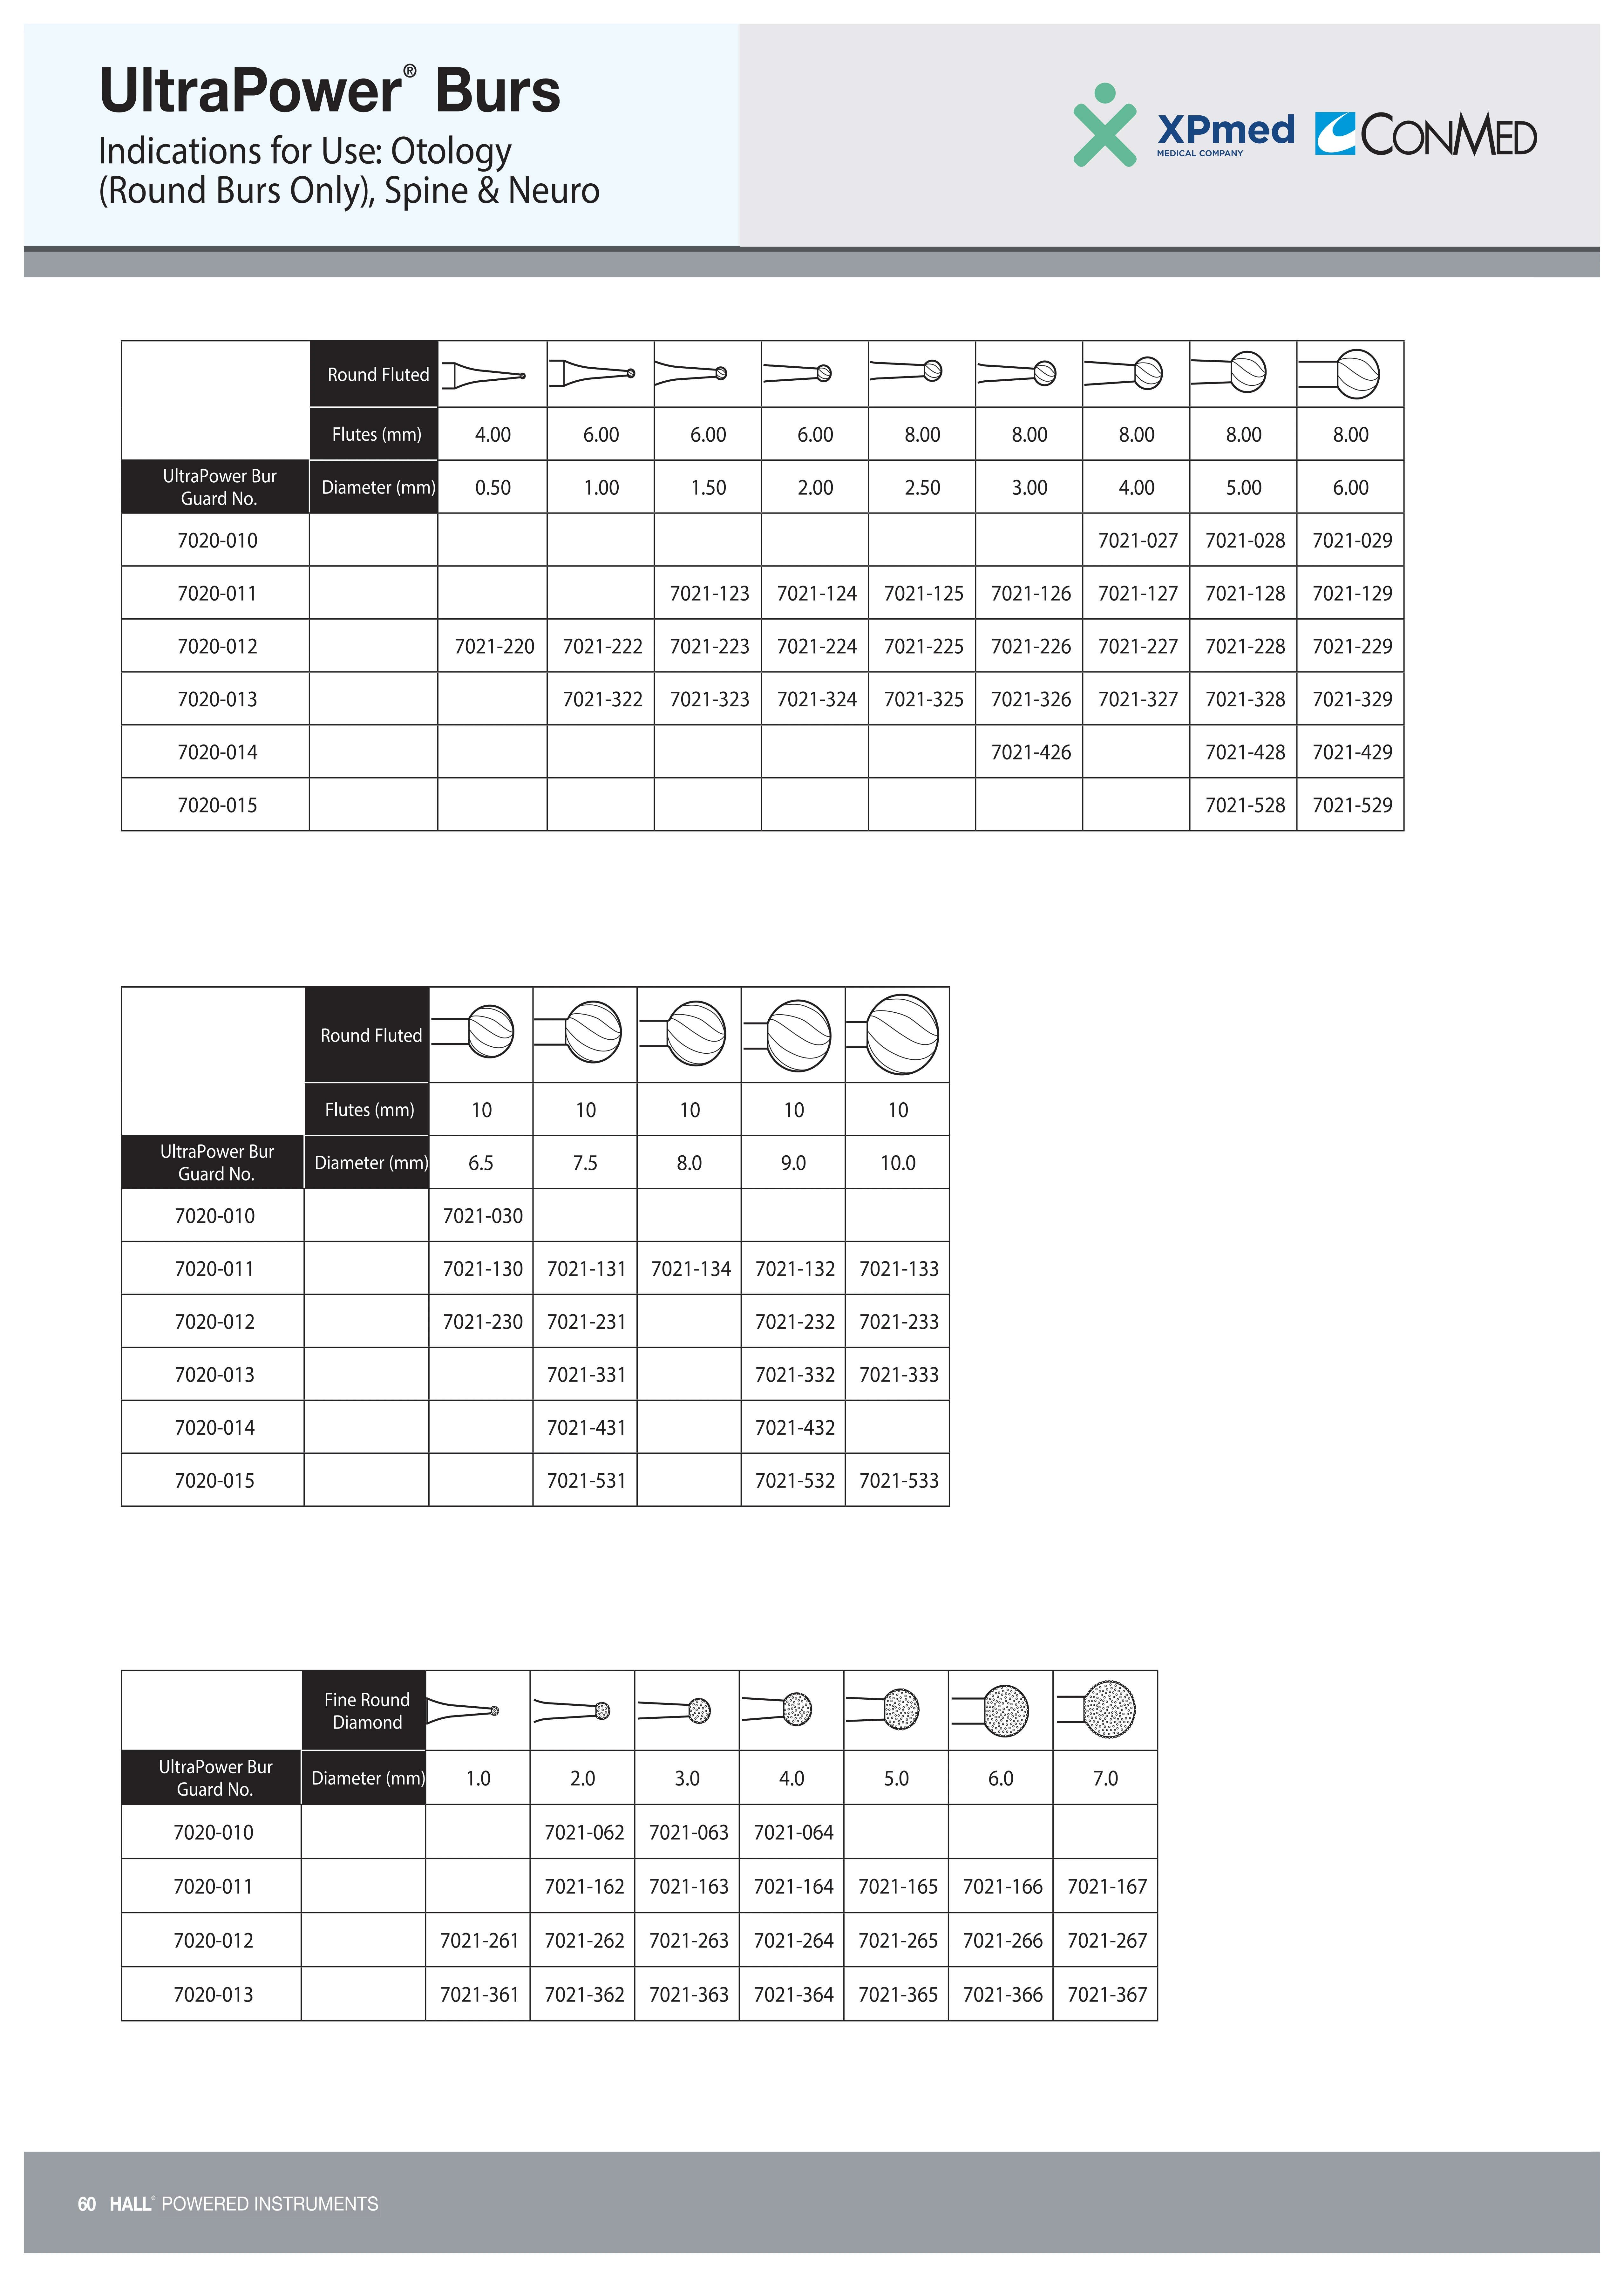 UltraPower® Burs
Indications for Use: Otology
(Round Burs Only), Spine & Neuro
XPmed
MEDICAL COMPANY
CONMED
Round Fluted
Flutes (mm) 4.00 6.00 6.00 6.00 8.00 8.00 8.00 8.00 8.00
UltraPower Bur
Guard No.
Diameter (mm) 0.50 1.00 1.50 2.00 2.50 3.00 4.00 5.00 6.00
7020-010 7021-027 7021-028 7021-029
7020-011 7021-123 7021-124 7021-125 7021-126 7021-127 7021-128 7021-129
7020-012 7021-220 7021-222 7021-223 7021-224 7021-225 7021-226 7021-227 7021-228 7021-229
7020-013 7021-322 7021-323 7021-324 7021-325 7021-326 7021-327 7021-328 7021-329
7020-014 7021-426 7021-428 7021-429
7020-015 7021-528 7021-529
Round Fluted
Flutes (mm) 10 10 10 10 10
UltraPower Bur
Guard No.
Diameter (mm) 6.5 7.5 8.0 9.0 10.0
7020-010 7021-030
7020-011 7021-130 7021-131 7021-134 7021-132 7021-133
7020-012 7021-230 7021-231 7021-232 7021-233
7020-013 7021-331 7021-332 7021-333
7020-014 7021-431 7021-432
7020-015 7021-531 7021-532 7021-533
Fine Round
Diamond
UltraPower Bur
Guard No.
Diameter (mm) 1.0 2.0 3.0 4.0 5.0 6.0 7.0
7020-010 7021-062 7021-063 7021-064
7020-011 7021-162 7021-163 7021-164 7021-165 7021-166 7021-167
7020-012 7021-261 7021-262 7021-263 7021-264 7021-265 7021-266 7021-267
7020-013 7021-361 7021-362 7021-363 7021-364 7021-365 7021-366 7021-367
60 HALL® POWERED INSTRUMENTS